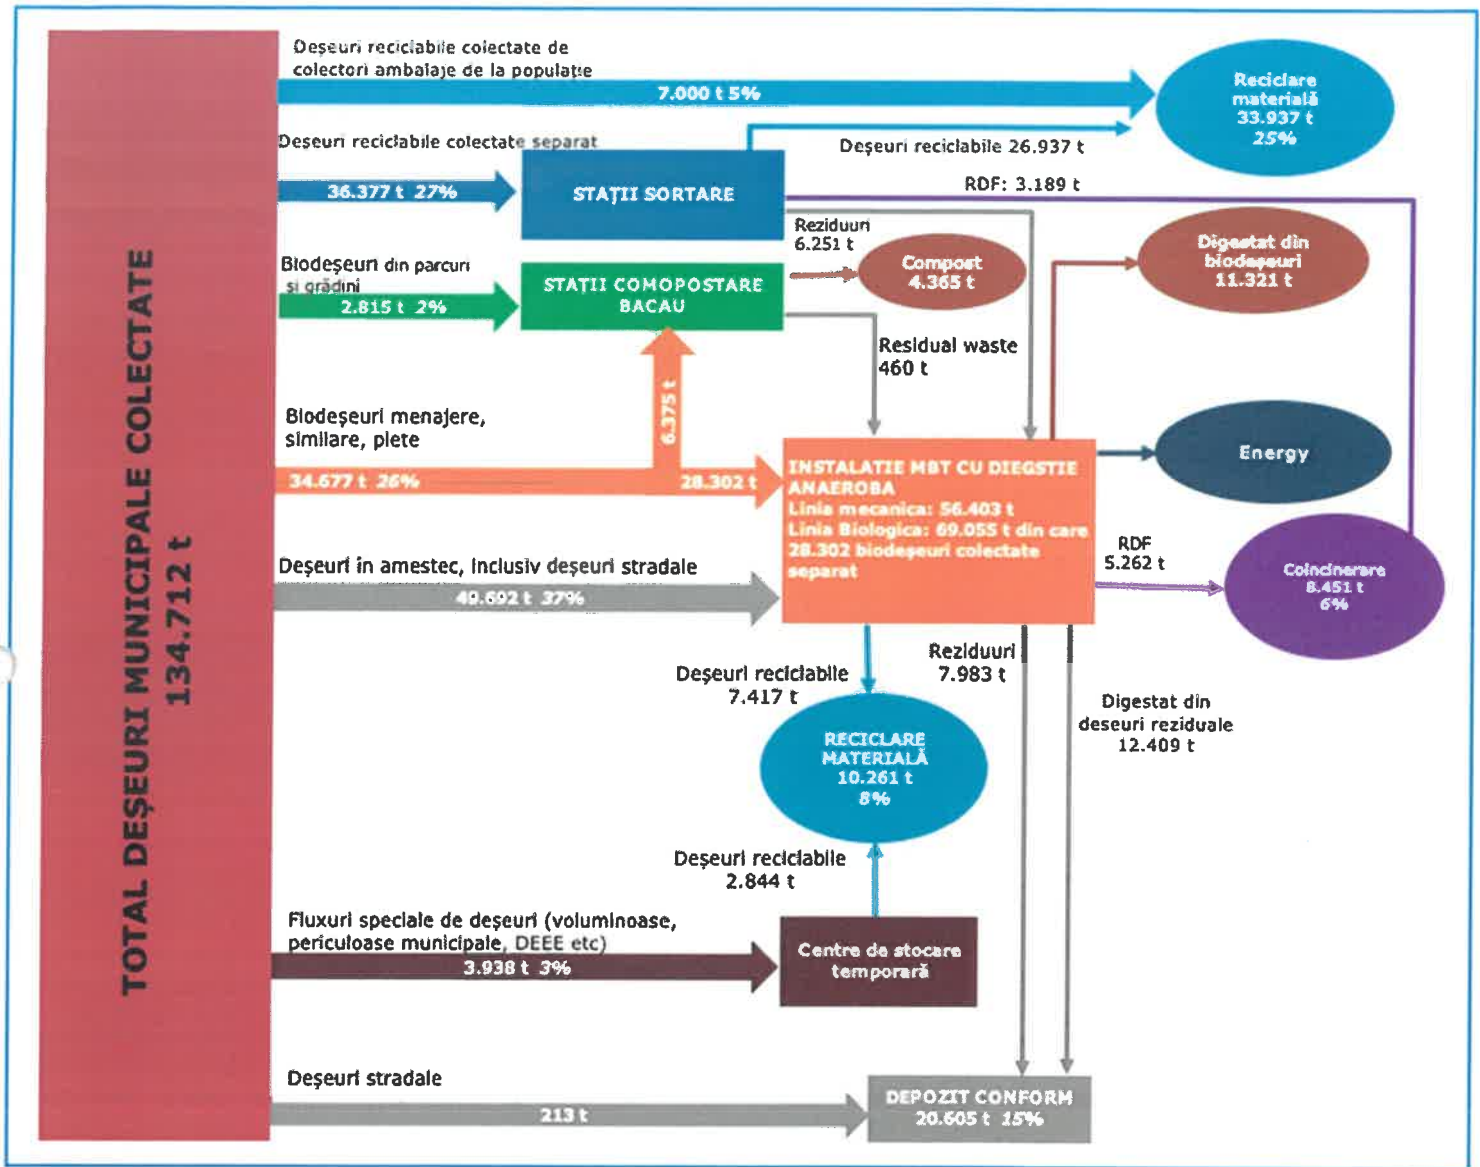 TOTAL DEȘEURI MUNICIPALE COLECTATE
134.712 t
Deșeuri reciclabile colectate de
colectori ambalaje de la populație
7.000 t 5%
Reciclare
materială
33.937 t
25%
Deșeuri reciclabile colectate separat
36.377 t 27%
STAȚII SORTARE
Deșeuri reciclabile 26.937 t
RDF: 3.189 t
Reziduuri
6.251 t
Biodeșeuri din parcuri
si grădini
2.815 t 2%
STAȚII COMOPOSTARE
BACAU
Compost
4.365 t
Digestat din
biodeșeuri
11.321 t
Residual waste
460 t
6.375 t
Biodeșeuri menajere,
similare, piete
34.677 t 26%
28.302 t
INSTALATIE MBT CU DIEGSTIE
ANAEROBA
Linia mecanica: 56.403 t
Linia Biologica: 69.055 t din care
28.302 biodeșeuri colectate
separat
Energy
RDF
5.262 t
Coincinerare
8.451 t
6%
Deșeuri în amestec, inclusiv deșeuri stradale
49.692 t 37%
Deșeuri reciclabile
7.417 t
Reziduuri
7.983 t
Digestat din
deseuri reziduale
12.409 t
RECICLARE
MATERIALĂ
10.261 t
8%
Deșeuri reciclabile
2.844 t
Fluxuri speciale de deșeuri (voluminoase,
periculoase municipale, DEEE etc)
3.938 t 3%
Centre de stocare
temporară
Deșeuri stradale
213 t
DEPOZIT CONFORM
20.605 t 15%